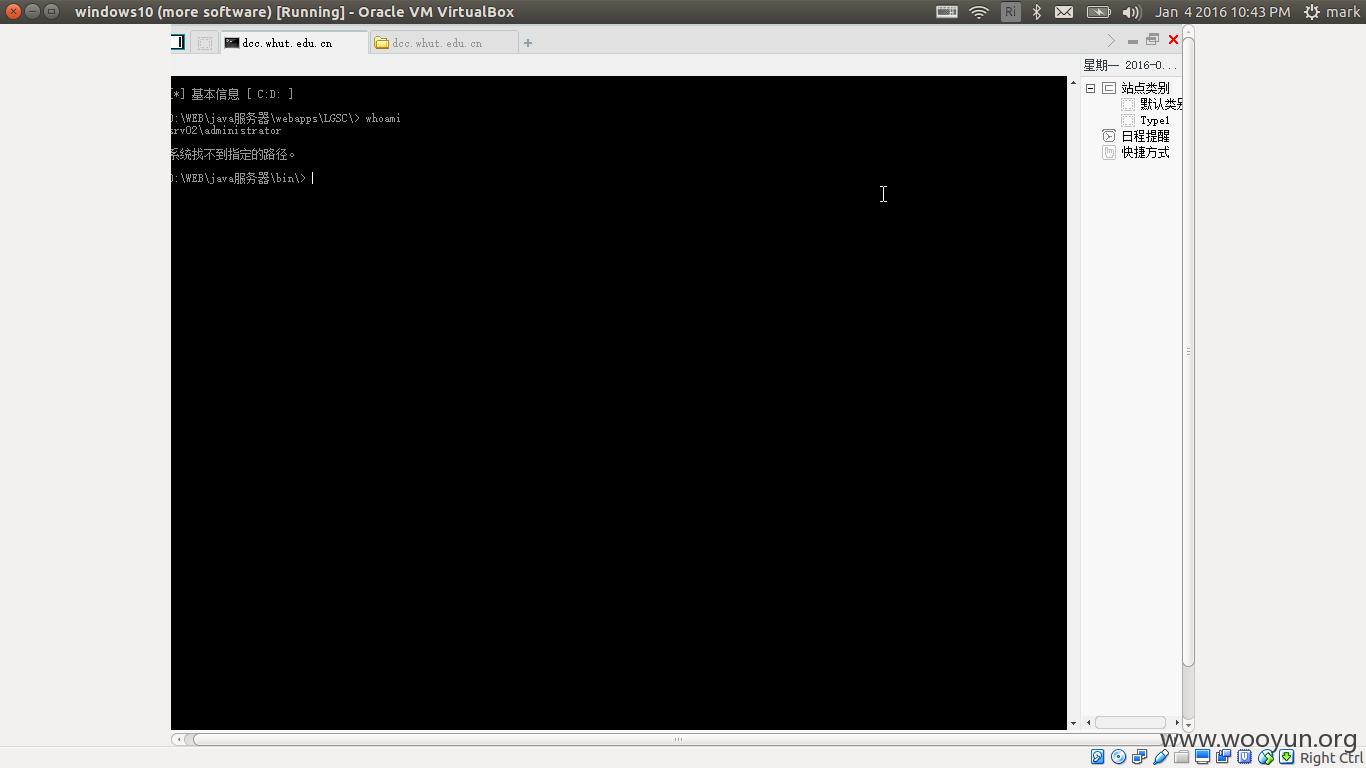 windows10 (more software) [Running] - Oracle VM VirtualBox
Ri
Jan 4 2016 10:43 PM
mark
dcc.whut.edu.cn
dcc.whut.edu.cn
+
星期一 2016-0...
[*] 基本信息 [ C:D: ]
D:\WEB\java服务器\webapps\LGSC\> whoami
srv02\administrator
系统找不到指定的路径。
D:\WEB\java服务器\bin\>
站点类别
默认类别
Type1
日程提醒
快捷方式
www.wooyun.org
Right Ctrl